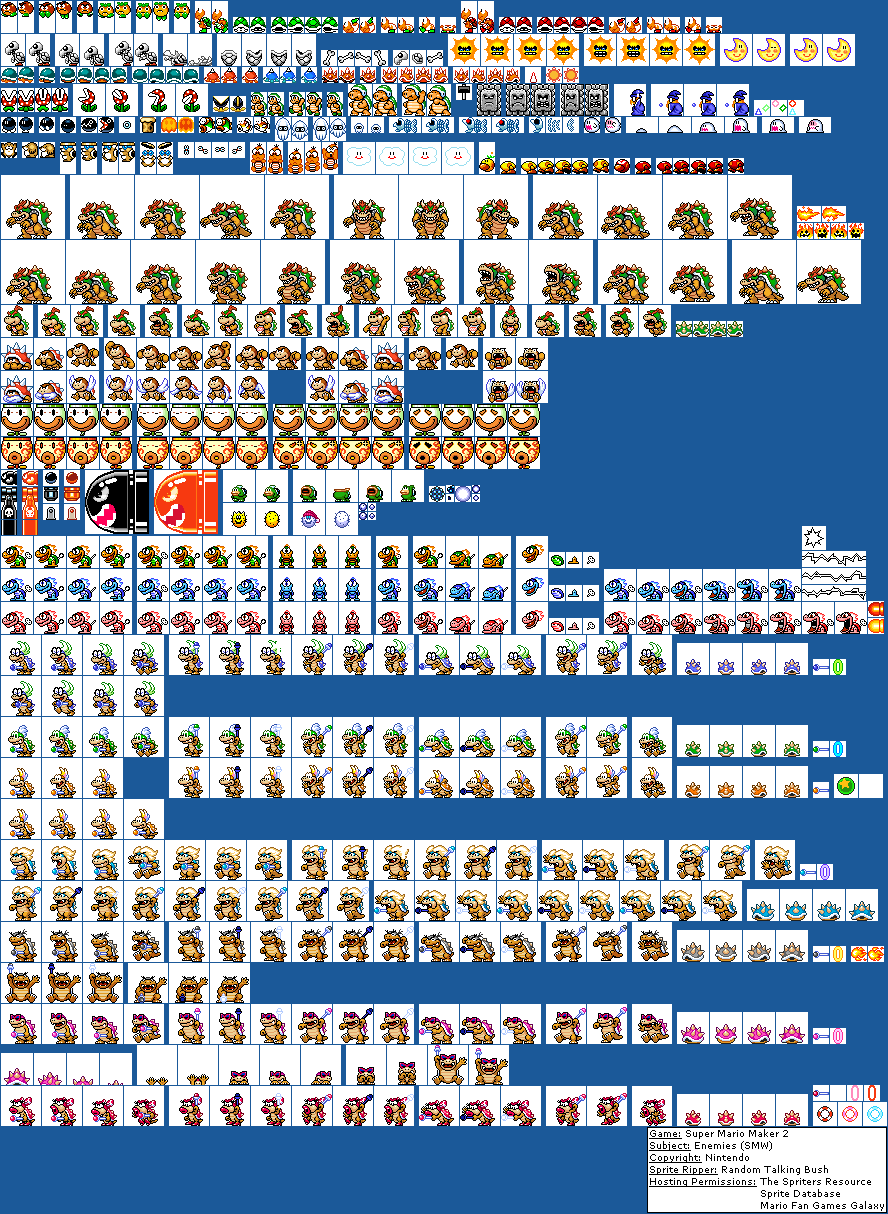 Game: Super Mario Maker 2
Subject: Enemies (SMW)
Copyright: Nintendo
Sprite Ripper: Random Talking Bush
Hosting Permissions: The Spriters Resource
Sprite Database
Mario Fan Games Galaxy